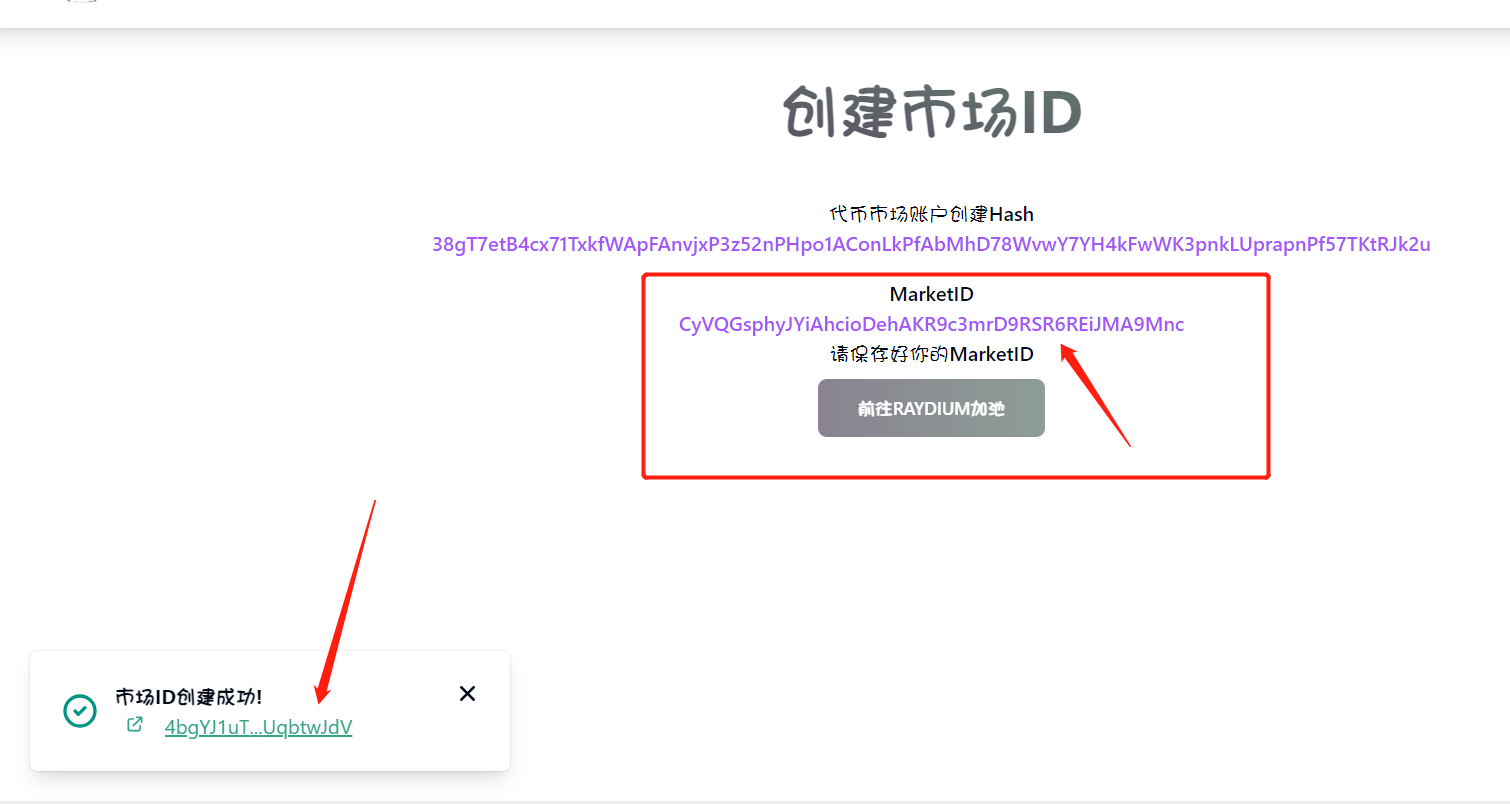 创建市场ID
代币市场账户创建Hash
38gT7etB4cx71TxkfWApFAnvjxP3z52nPHpo1AConLkPfAbMhD78WvwY7YH4kFwWK3pnkLUprapnPf57TKtRJk2u
MarketID
CyVQGsphyJYiAhcioDehAKR9c3mrD9RSR6REiJMA9Mnc
请保存好你的MarketID
前往RAYDIUM加池
市场ID创建成功!
4bgYJ1uT...UqbtwJdV